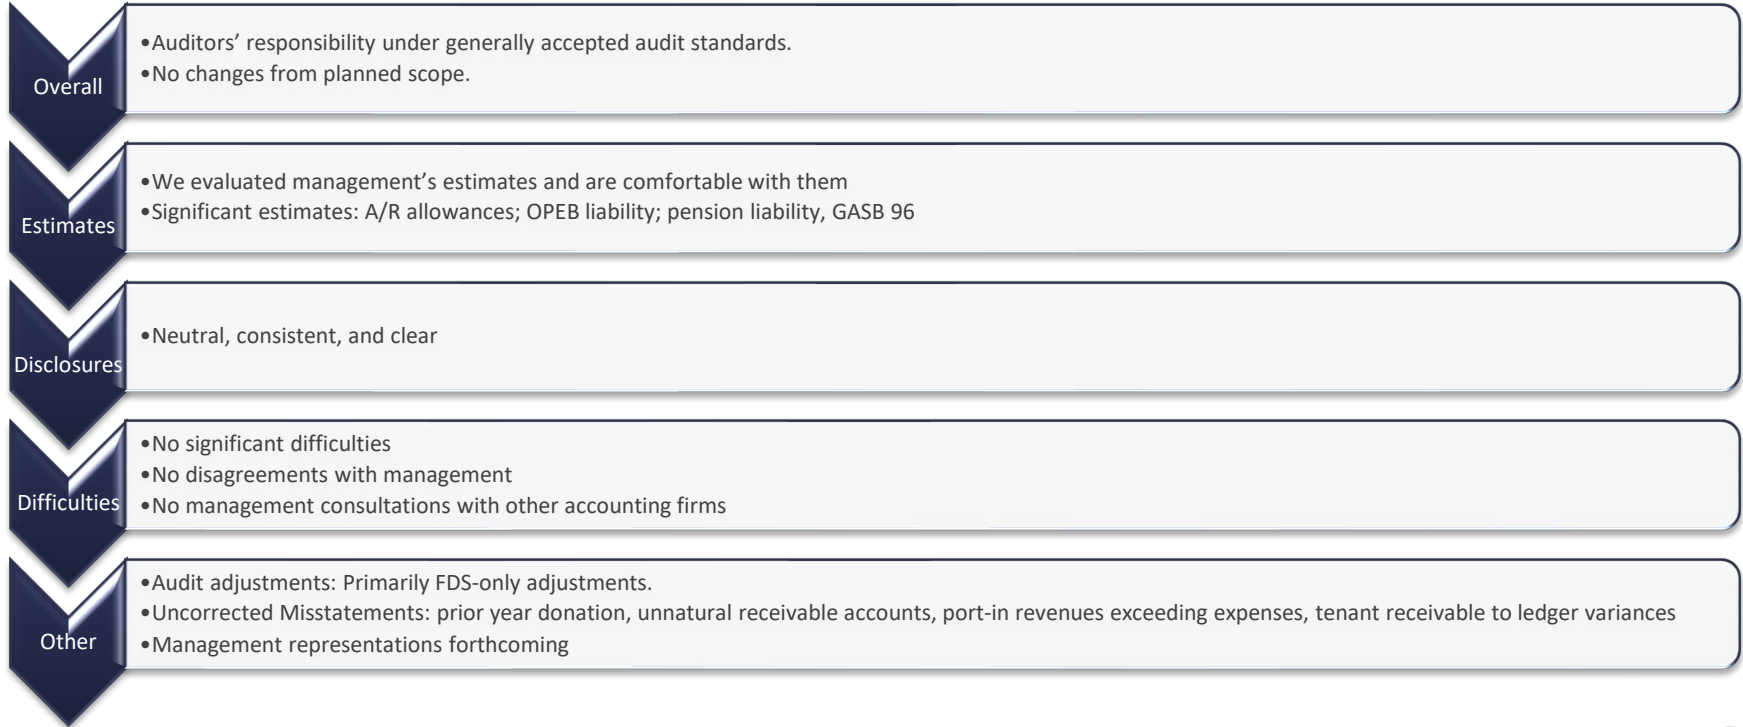 Overall
•Auditors’ responsibility under generally accepted audit standards.
•No changes from planned scope.
Estimates
•We evaluated management’s estimates and are comfortable with them
•Significant estimates: A/R allowances; OPEB liability; pension liability, GASB 96
Disclosures
•Neutral, consistent, and clear
Difficulties
•No significant difficulties
•No disagreements with management
•No management consultations with other accounting firms
Other
•Audit adjustments: Primarily FDS-only adjustments.
•Uncorrected Misstatements: prior year donation, unnatural receivable accounts, port-in revenues exceeding expenses, tenant receivable to ledger variances
•Management representations forthcoming